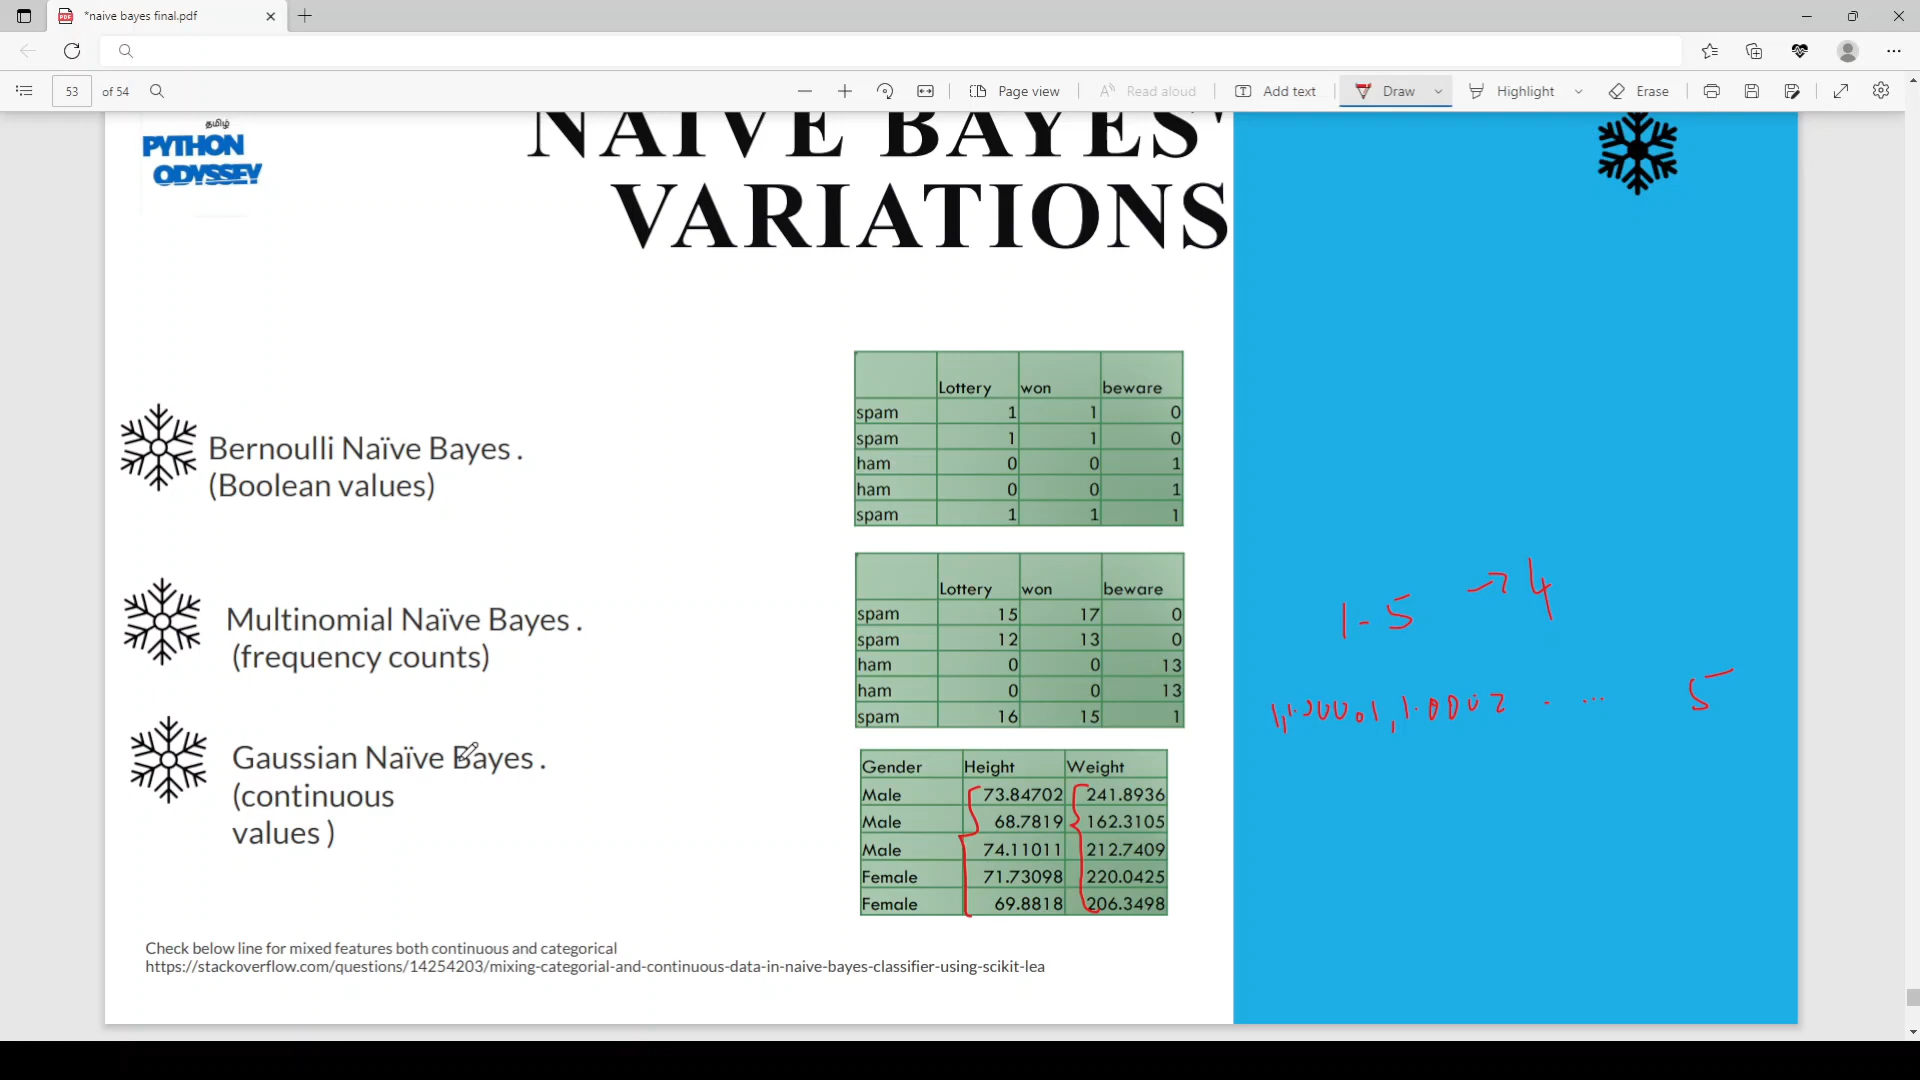 *naive bayes final.pdf
53 of 54
Page view
Read aloud
Add text
Draw
Highlight
Erase
தமிழ்
PYTHON
ODYSSEY
NAIVE BAYES'
VARIATIONS
Bernoulli Naïve Bayes .
(Boolean values)
Lottery won beware
spam 1 1 0
spam 1 1 0
ham 0 0 1
ham 0 0 1
spam 1 1 1
Multinomial Naïve Bayes .
(frequency counts)
Lottery won beware
spam 15 17 0
spam 12 13 0
ham 0 0 13
ham 0 0 13
spam 16 15 1
Gaussian Naïve Bayes .
(continuous
values )
Gender Height Weight
Male 73.84702 241.8936
Male 68.7819 162.3105
Male 74.11011 212.7409
Female 71.73098 220.0425
Female 69.8818 206.3498
1 - 5 → 4
1.0002 . ... 5
Check below line for mixed features both continuous and categorical
https://stackoverflow.com/questions/14254203/mixing-categorial-and-continuous-data-in-naive-bayes-classifier-using-scikit-lea